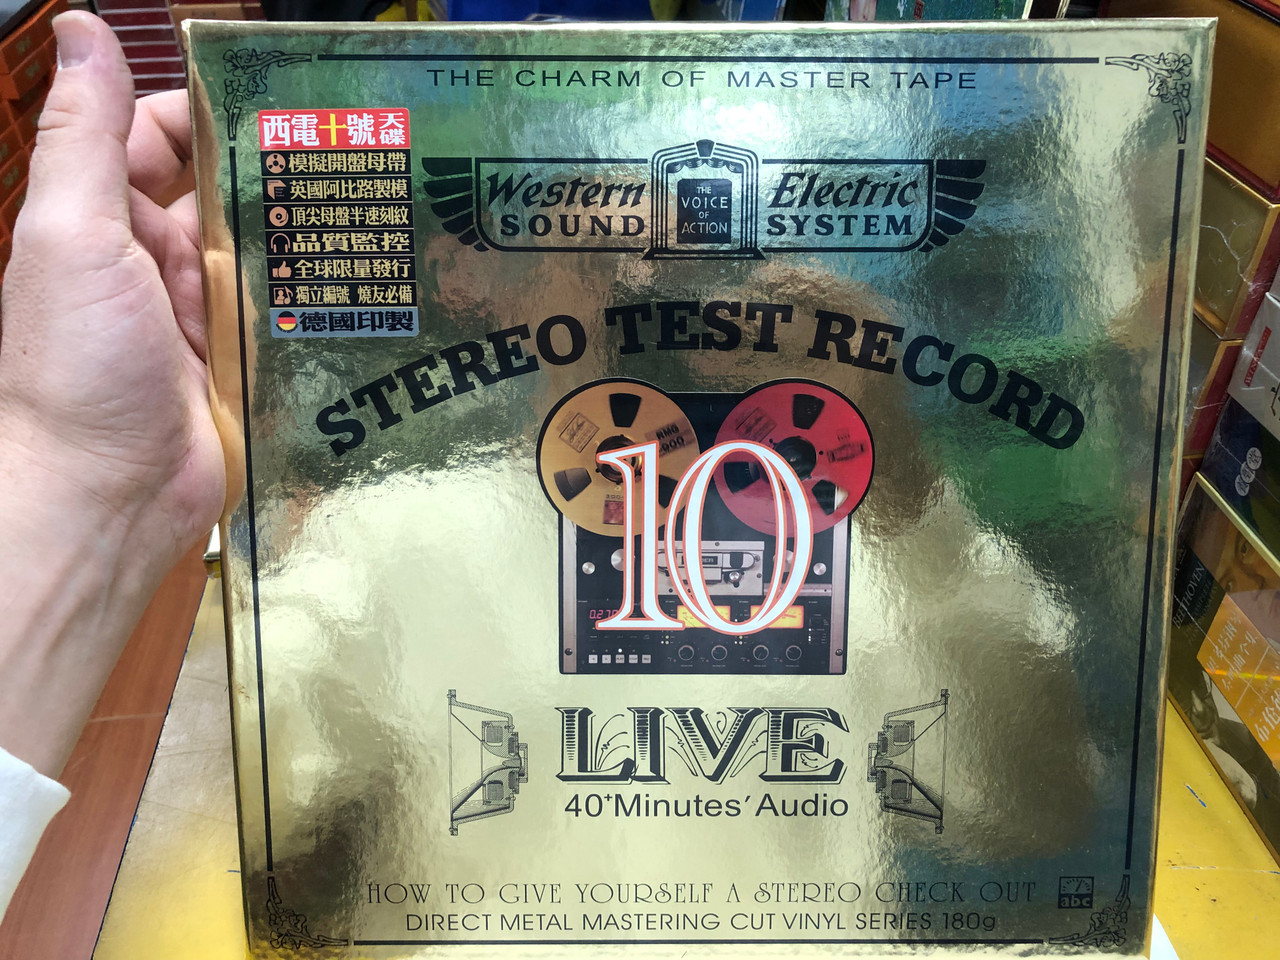 THE CHARM OF MASTER TAPE
西電十號天碟
模擬開盤母帶
英國阿比路製模
頂尖母盤半速刻紋
品質監控
全球限量發行
獨立編號 燒友必備
德國印製
Western Electric
SOUND SYSTEM
THE
VOICE
OF
ACTION
STEREO TEST RECORD
10
LIVE
40+Minutes' Audio
HOW TO GIVE YOURSELF A STEREO CHECK OUT
abc
DIRECT METAL MASTERING CUT VINYL SERIES 180g
BEETHOVEN